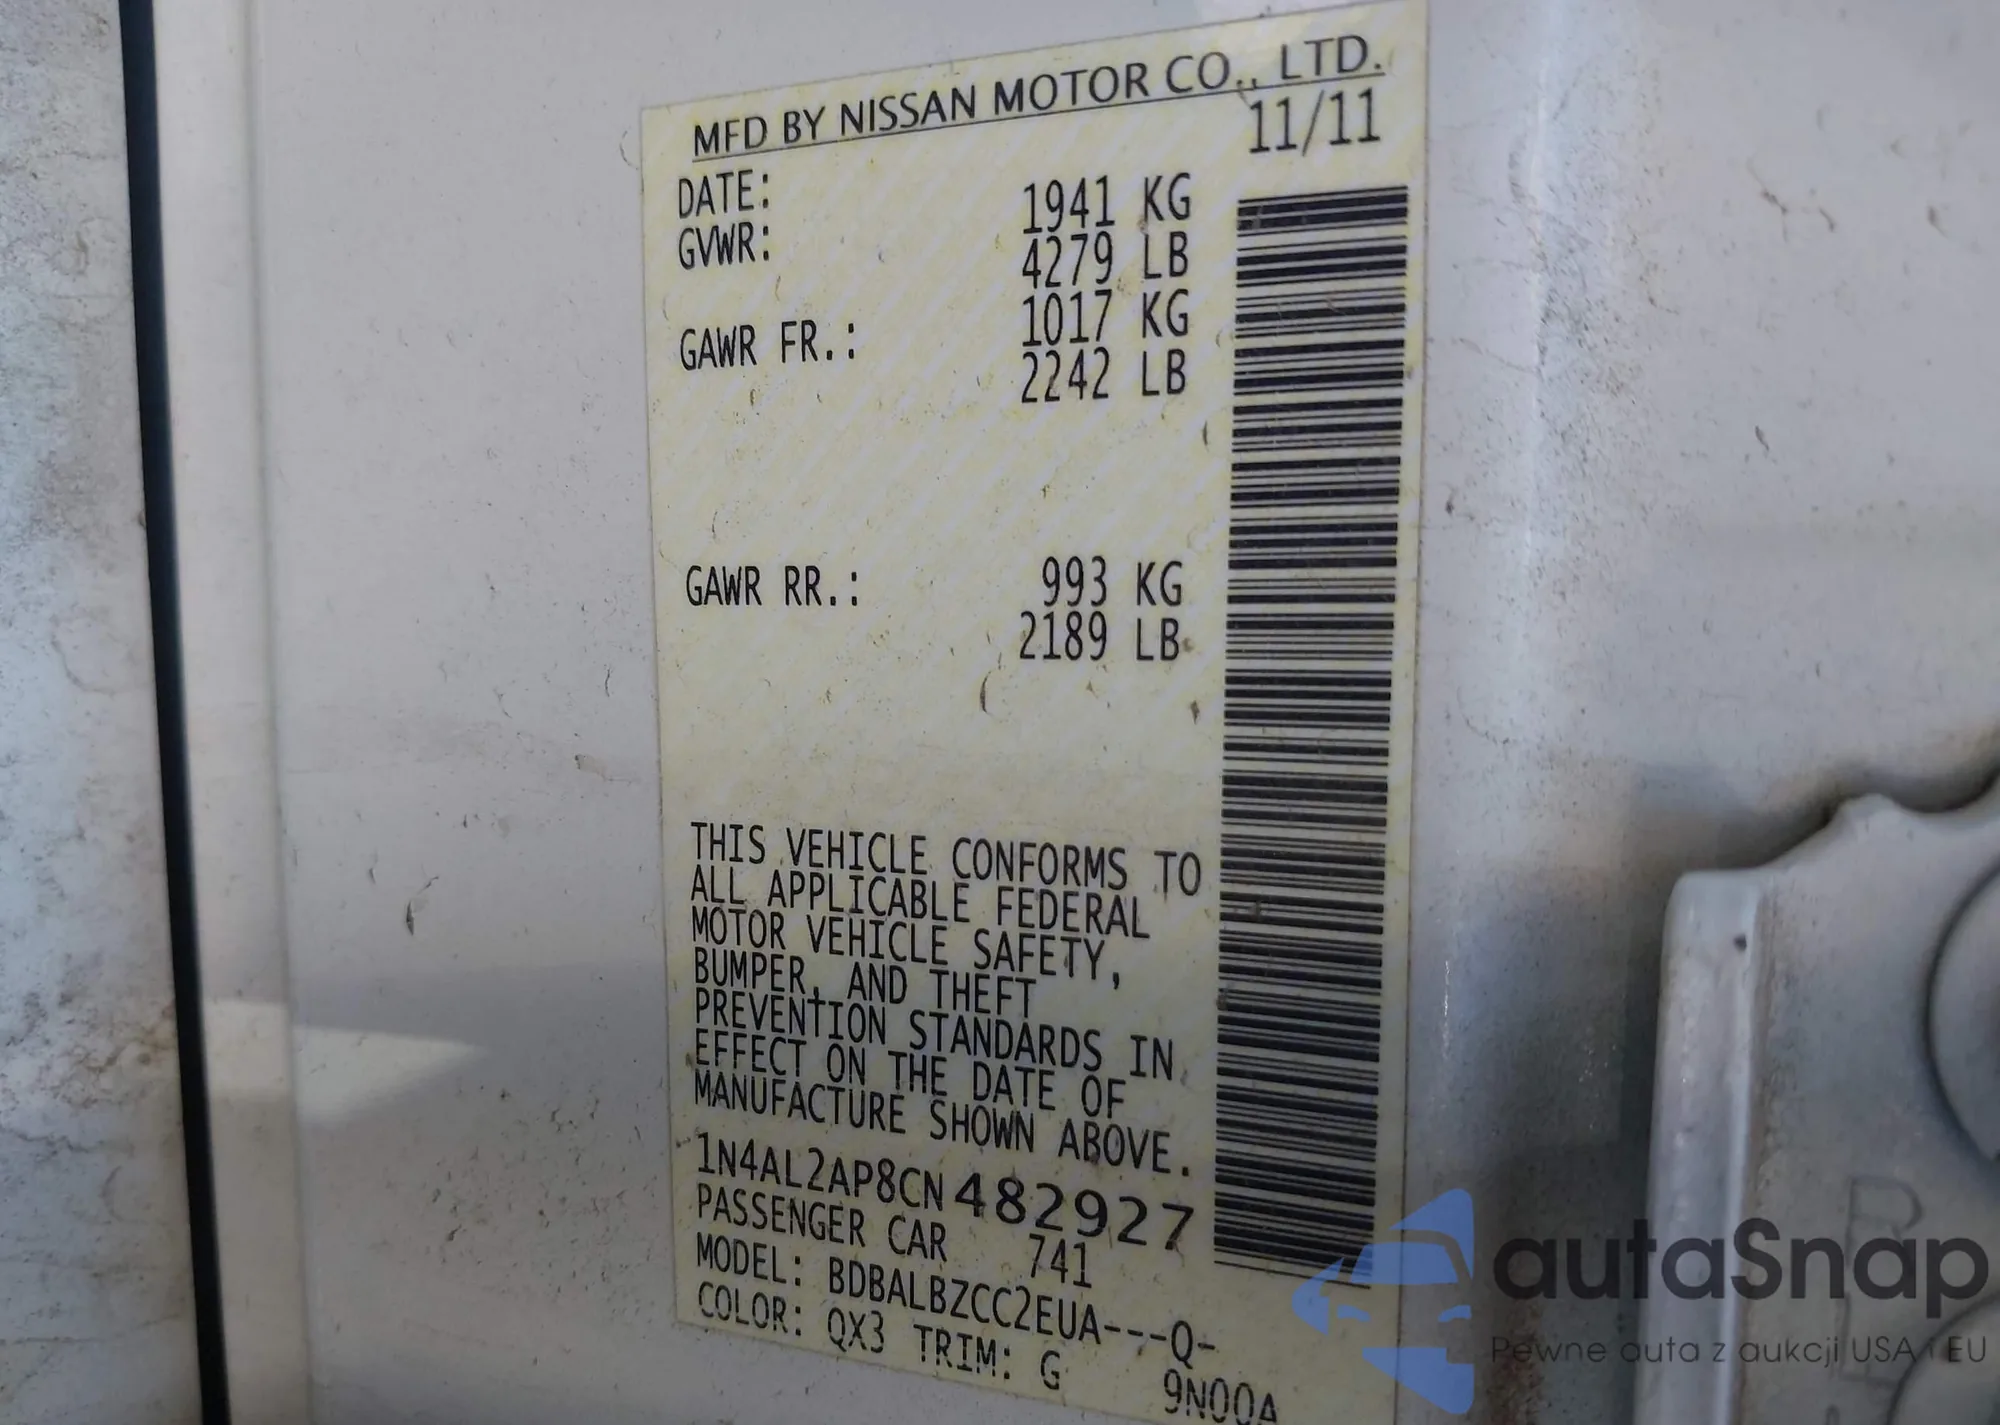 MFD BY NISSAN MOTOR CO., LTD.
DATE: 11/11
GVWR: 1941 KG
4279 LB
GAWR FR.: 1017 KG
2242 LB
GAWR RR.: 993 KG
2189 LB
THIS VEHICLE CONFORMS TO
ALL APPLICABLE FEDERAL
MOTOR VEHICLE SAFETY,
BUMPER, AND THEFT
PREVENTION STANDARDS IN
EFFECT ON THE DATE OF
MANUFACTURE SHOWN ABOVE.
1N4AL2AP8CN482927
PASSENGER CAR 741
MODEL: BDBALBZCC2EUA---Q-
COLOR: QX3 TRIM: G 9N00A
autaSnap
Pewne auta z aukcji USA i EU